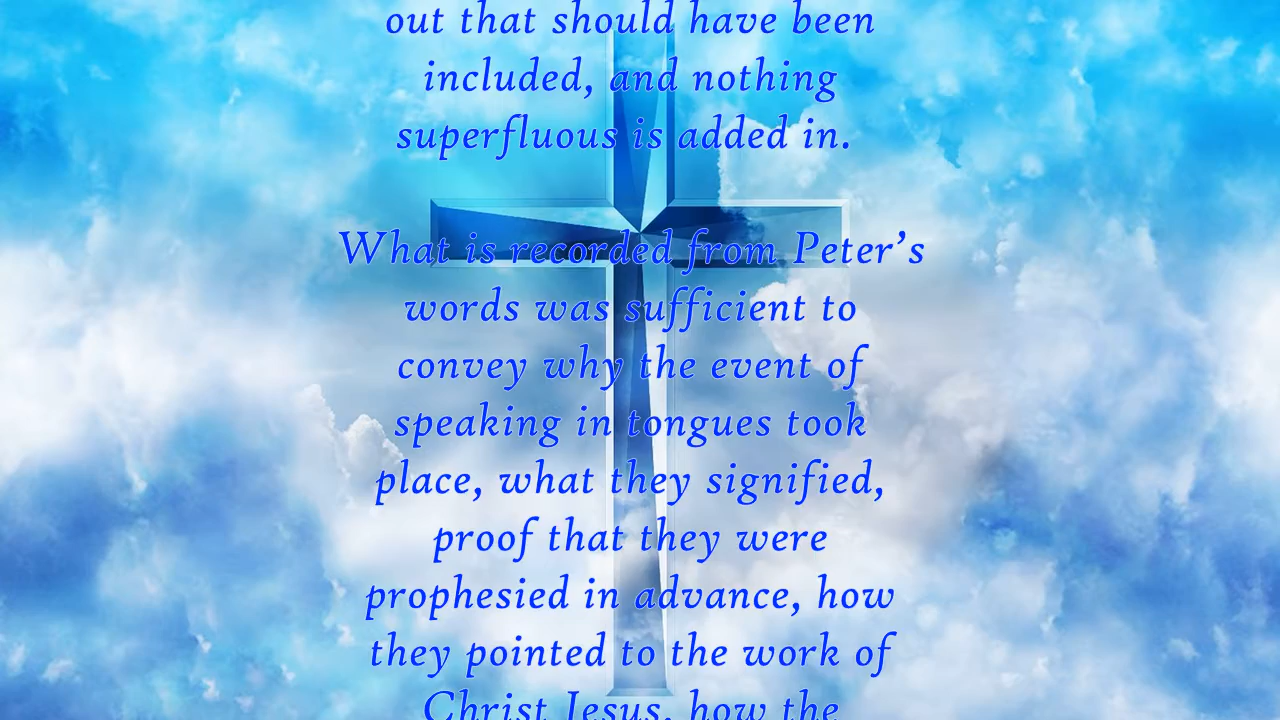 out that should have been
included, and nothing
superfluous is added in.
What is recorded from Peter’s
words was sufficient to
convey why the event of
speaking in tongues took
place, what they signified,
proof that they were
prophesied in advance, how
they pointed to the work of
Christ Jesus, how the